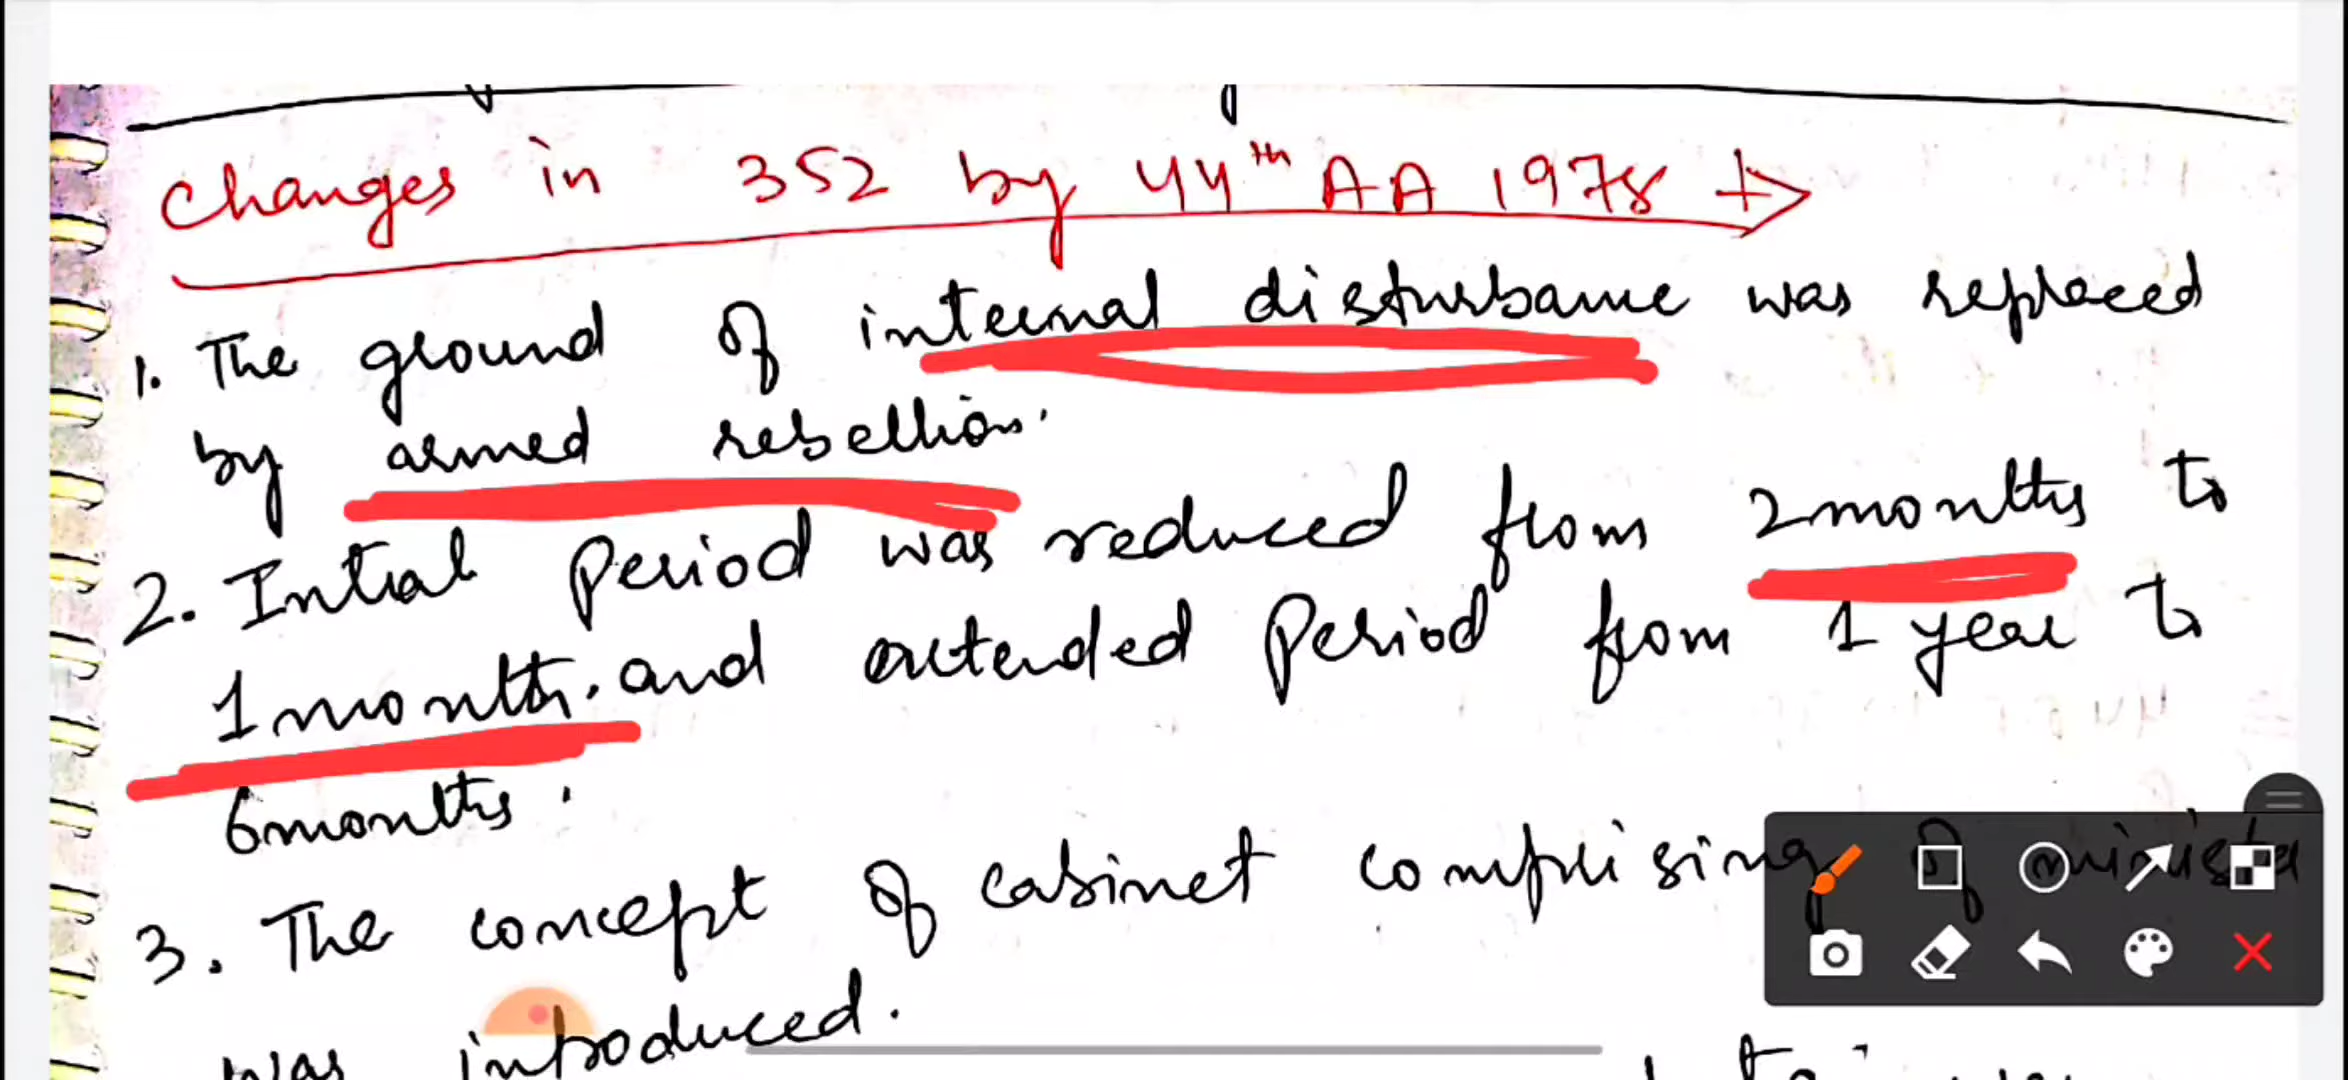 Changes in 352 by 44th AA 1978 →
1. The ground of internal disturbance was replaced
by armed rebellion.
2. Intial Period was reduced from 2 months to
1 month. and extended Period from 1 year to
6 months.
3. The concept of cabinet comprising of minister
was introduced.